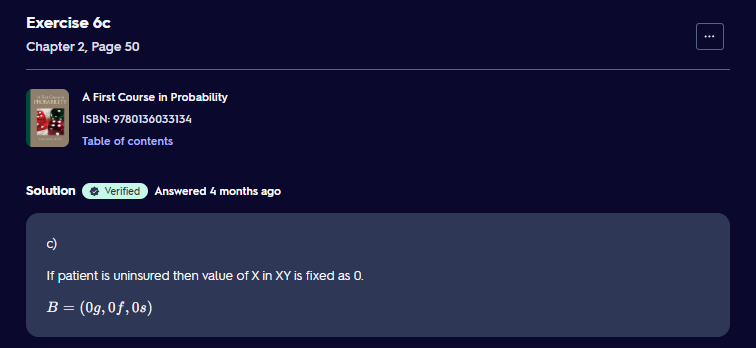 Exercise 6c
Chapter 2, Page 50
...
A First Course in Probability
ISBN: 9780136033134
Table of contents
Solution Verified Answered 4 months ago
c)
If patient is uninsured then value of X in XY is fixed as 0.
B = (0g, 0f, 0s)